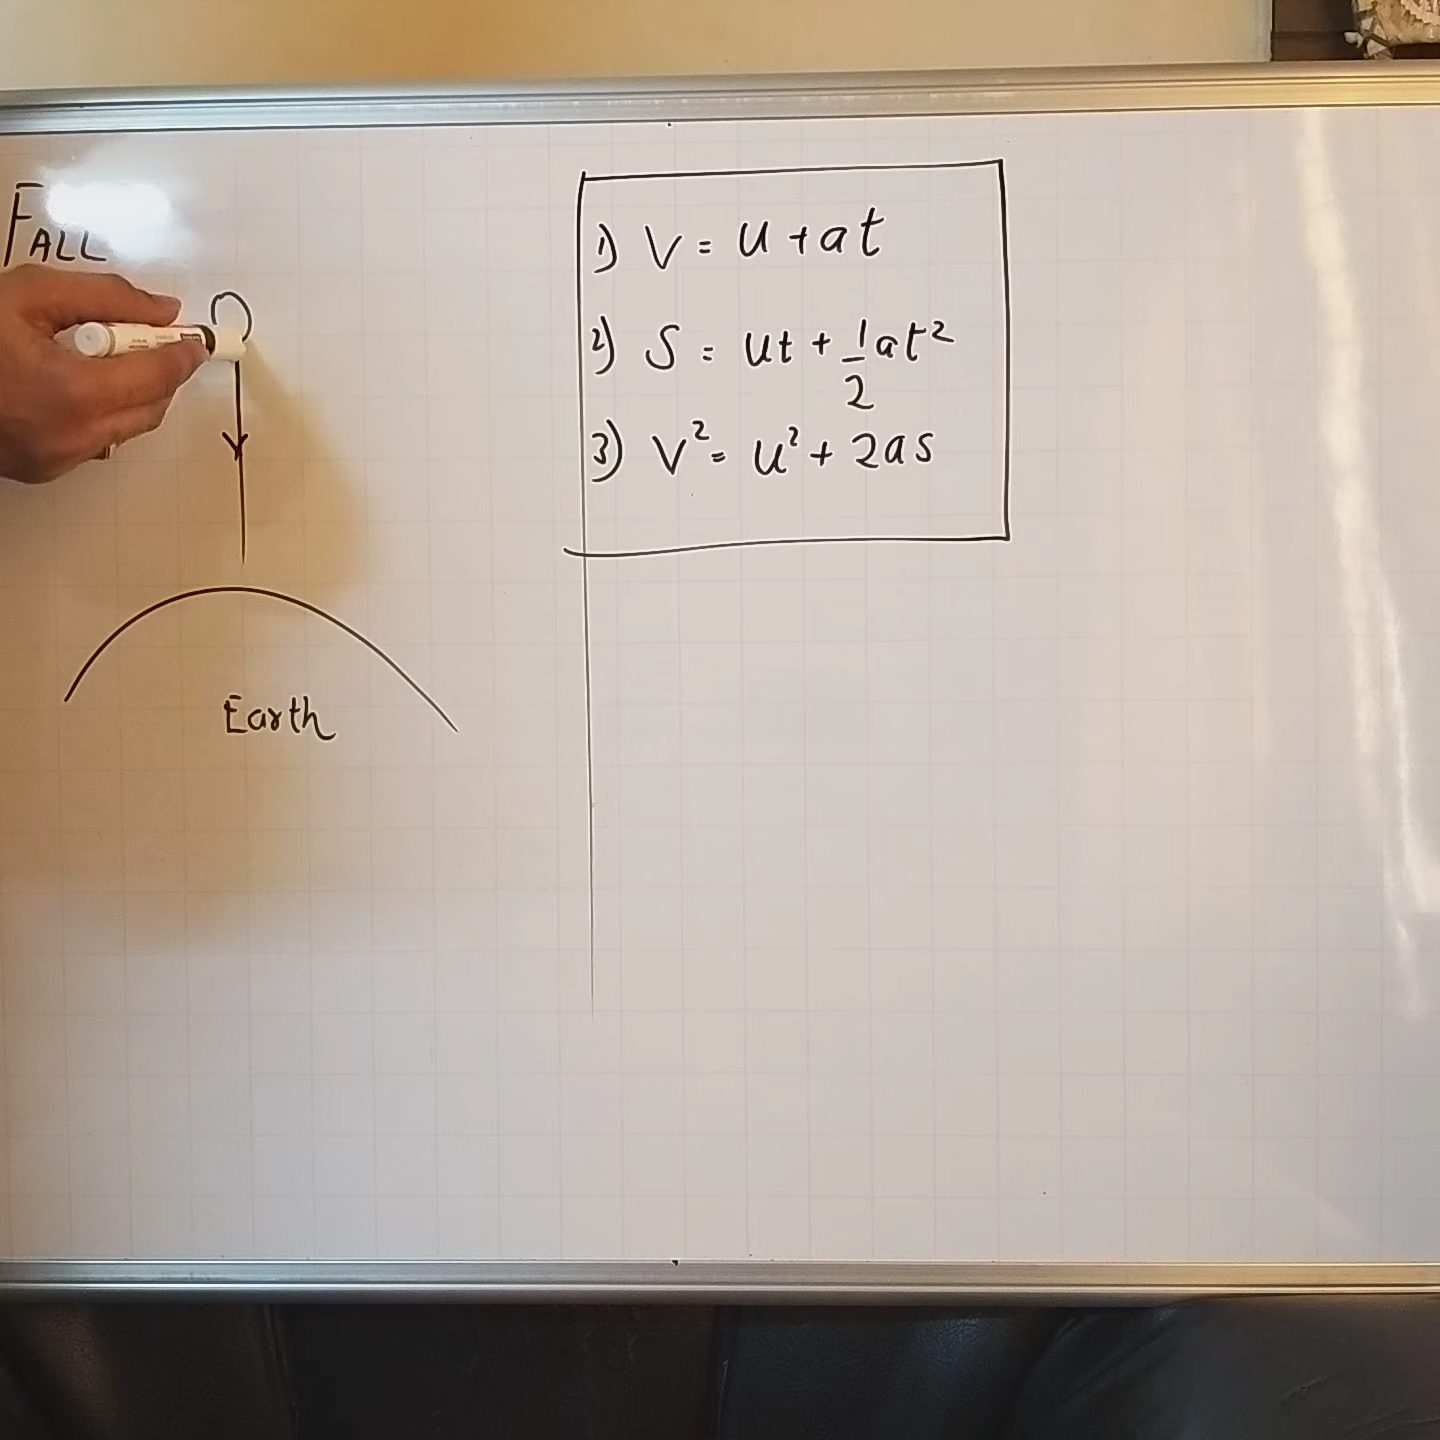 FALL
1) V = u + at
2) S = ut + 1/2 at²
3) V² = u² + 2as
Earth